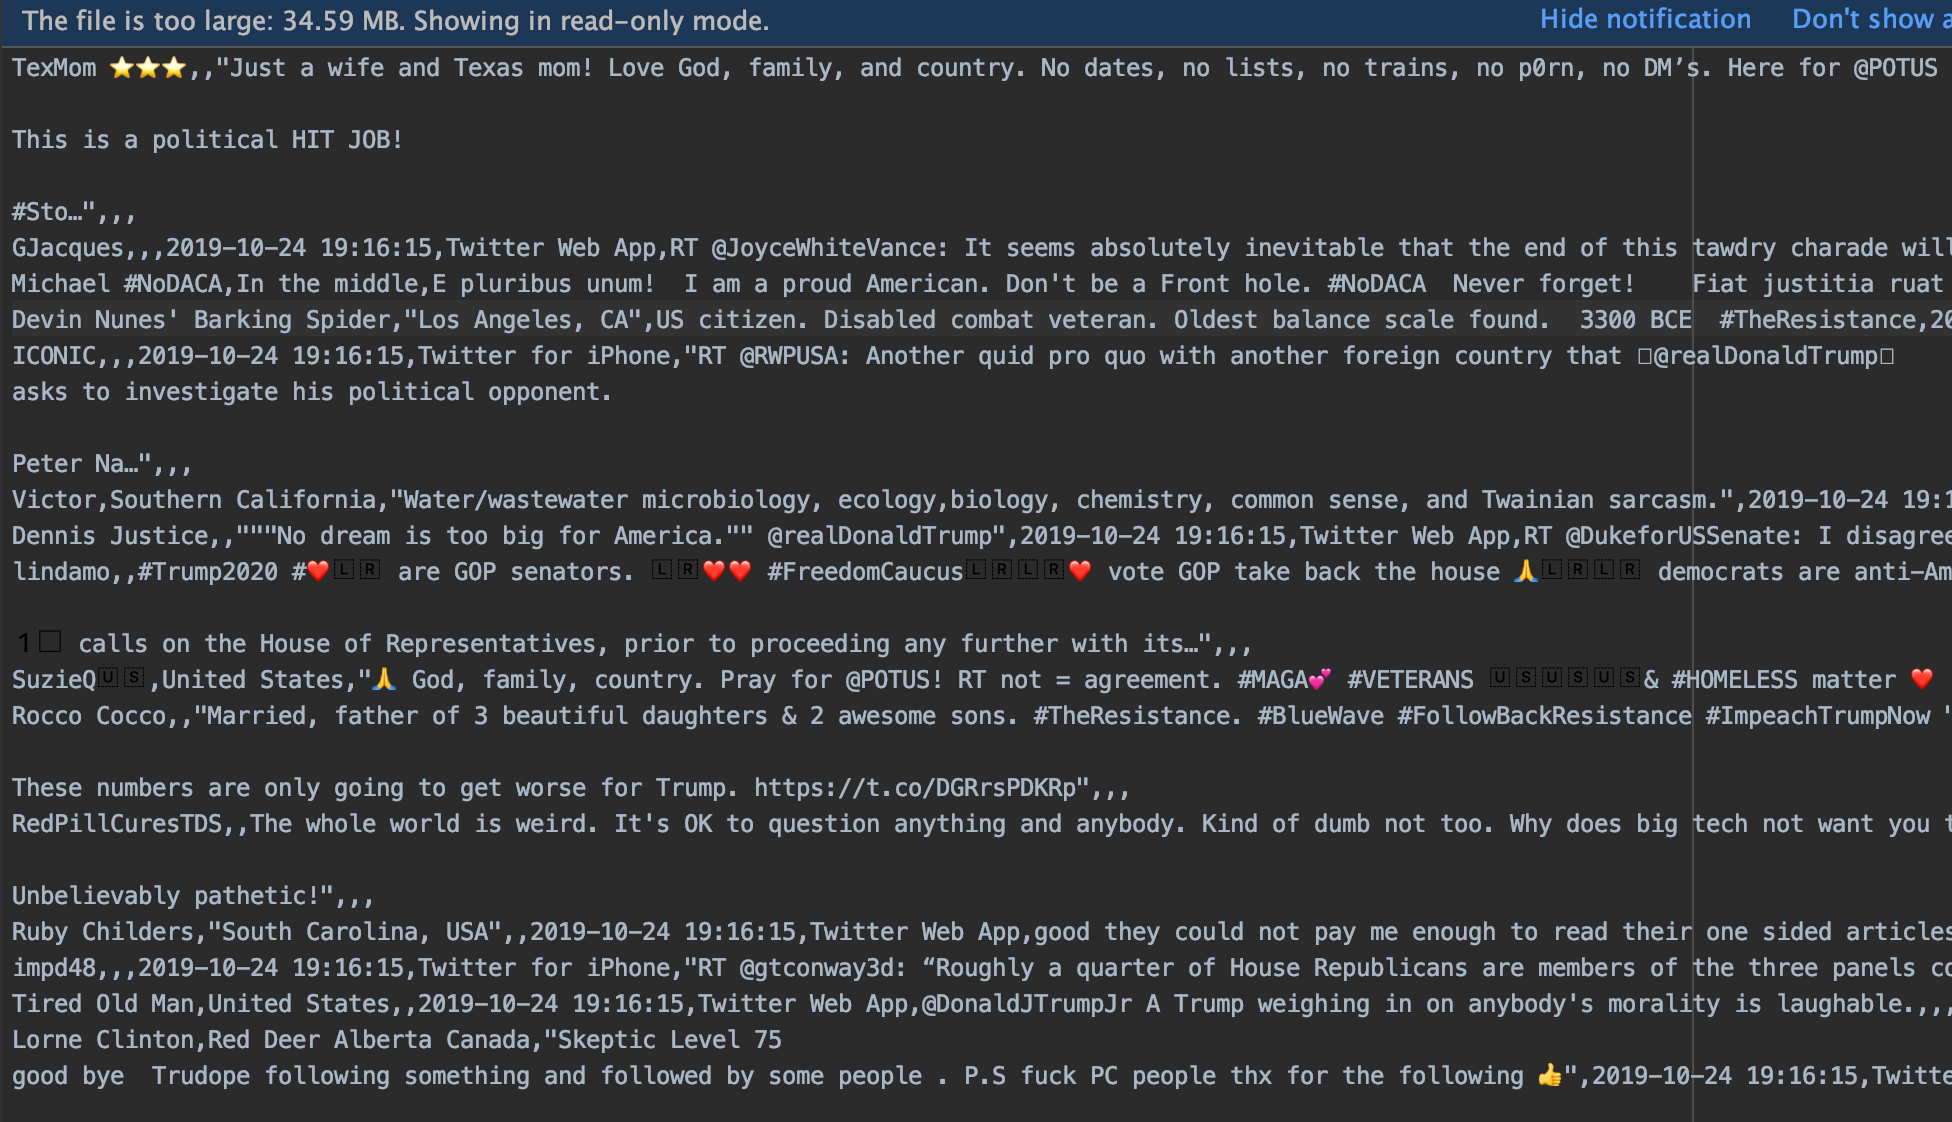 The file is too large: 34.59 MB. Showing in read-only mode. Hide notification Don't show a
TexMom ⭐⭐⭐,,"Just a wife and Texas mom! Love God, family, and country. No dates, no lists, no trains, no p0rn, no DM’s. Here for @POTUS
This is a political HIT JOB!
#Sto…",,,
GJacques,,,2019-10-24 19:16:15,Twitter Web App,RT @JoyceWhiteVance: It seems absolutely inevitable that the end of this tawdry charade will
Michael #NoDACA,In the middle,E pluribus unum!  I am a proud American. Don't be a Front hole. #NoDACA  Never forget!    Fiat justitia ruat
Devin Nunes' Barking Spider,"Los Angeles, CA",US citizen. Disabled combat veteran. Oldest balance scale found.  3300 BCE  #TheResistance,20
ICONIC,,,2019-10-24 19:16:15,Twitter for iPhone,"RT @RWPUSA: Another quid pro quo with another foreign country that □@realDonaldTrump□
asks to investigate his political opponent.
Peter Na…",,,
Victor,Southern California,"Water/wastewater microbiology, ecology,biology, chemistry, common sense, and Twainian sarcasm.",2019-10-24 19:1
Dennis Justice,,"""No dream is too big for America."" @realDonaldTrump",2019-10-24 19:16:15,Twitter Web App,RT @DukeforUSSenate: I disagree
lindamo,,#Trump2020 #❤️🇱🇷 are GOP senators. 🇱🇷❤️❤️ #FreedomCaucus🇱🇷🇱🇷❤️ vote GOP take back the house 🙏🇱🇷🇱🇷 democrats are anti-Am
1□ calls on the House of Representatives, prior to proceeding any further with its…",,,
SuzieQ🇺🇸,United States,"🙏 God, family, country. Pray for @POTUS! RT not = agreement. #MAGA💕 #VETERANS 🇺🇸🇺🇸🇺🇸& #HOMELESS matter ❤️
Rocco Cocco,,"Married, father of 3 beautiful daughters & 2 awesome sons. #TheResistance. #BlueWave #FollowBackResistance #ImpeachTrumpNow "
These numbers are only going to get worse for Trump. https://t.co/DGRrsPDKRp",,,
RedPillCuresTDS,,The whole world is weird. It's OK to question anything and anybody. Kind of dumb not too. Why does big tech not want you t
Unbelievably pathetic!",,,
Ruby Childers,"South Carolina, USA",,2019-10-24 19:16:15,Twitter Web App,good they could not pay me enough to read their one sided articles
impd48,,,2019-10-24 19:16:15,Twitter for iPhone,"RT @gtconway3d: “Roughly a quarter of House Republicans are members of the three panels co
Tired Old Man,United States,,2019-10-24 19:16:15,Twitter Web App,@DonaldJTrumpJr A Trump weighing in on anybody's morality is laughable.,,,
Lorne Clinton,Red Deer Alberta Canada,"Skeptic Level 75
good bye  Trudope following something and followed by some people . P.S fuck PC people thx for the following 👍",2019-10-24 19:16:15,Twitte